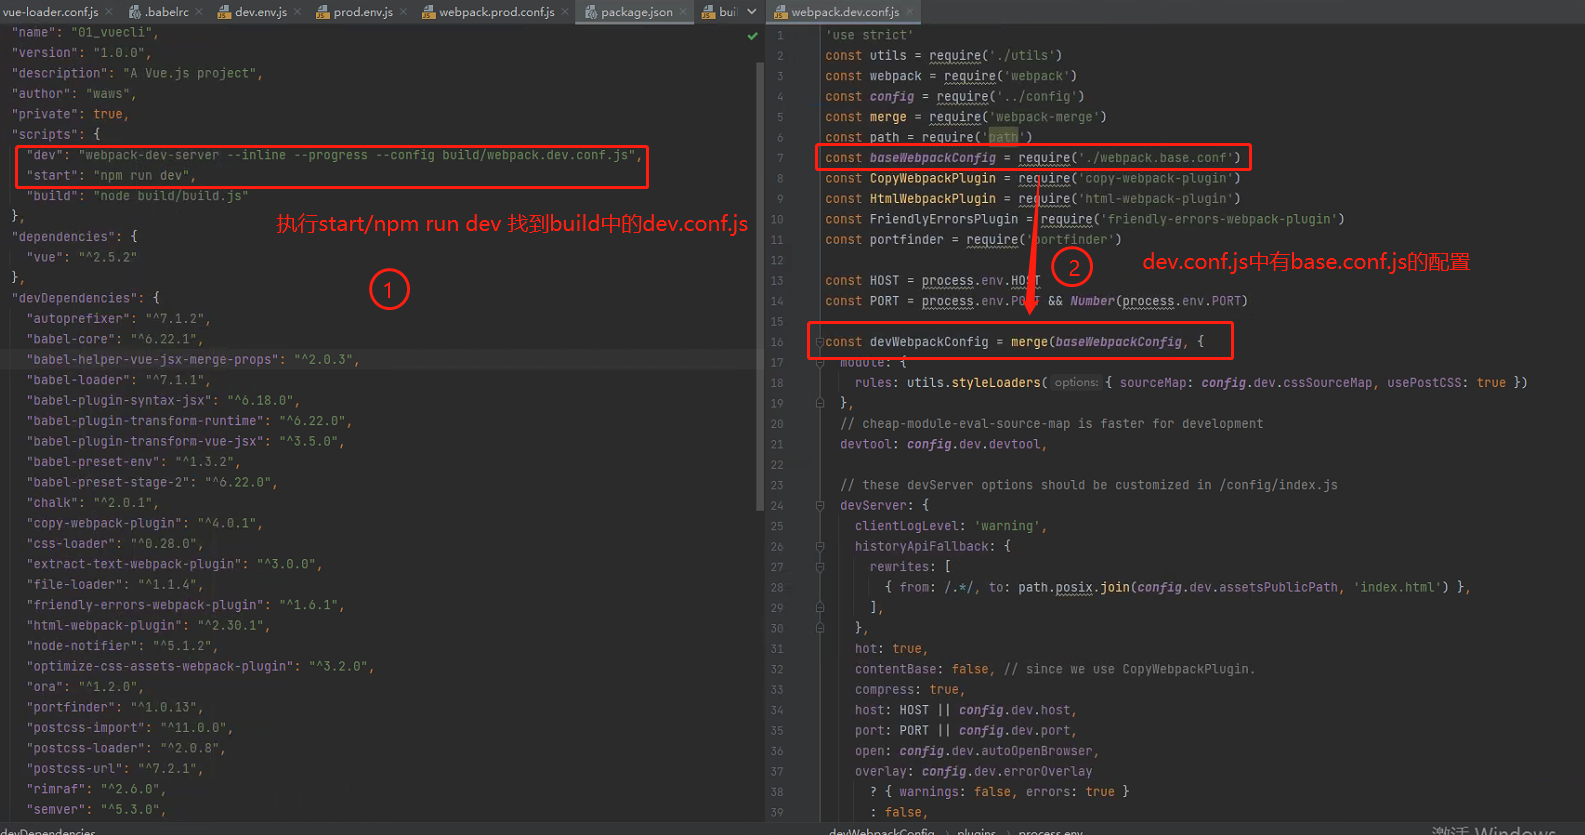 vue-loader.conf.js
.babelrc
dev.env.js
prod.env.js
webpack.prod.conf.js
package.json
buil
"name": "01_vuecli",
"version": "1.0.0",
"description": "A Vue.js project",
"author": "waws",
"private": true,
"scripts": {
"dev": "webpack-dev-server --inline --progress --config build/webpack.dev.conf.js",
"start": "npm run dev",
"build": "node build/build.js"
},
"dependencies": {
"vue": "^2.5.2"
},
"devDependencies": {
"autoprefixer": "^7.1.2",
"babel-core": "^6.22.1",
"babel-helper-vue-jsx-merge-props": "^2.0.3",
"babel-loader": "^7.1.1",
"babel-plugin-syntax-jsx": "^6.18.0",
"babel-plugin-transform-runtime": "^6.22.0",
"babel-plugin-transform-vue-jsx": "^3.5.0",
"babel-preset-env": "^1.3.2",
"babel-preset-stage-2": "^6.22.0",
"chalk": "^2.0.1",
"copy-webpack-plugin": "^4.0.1",
"css-loader": "^0.28.0",
"extract-text-webpack-plugin": "^3.0.0",
"file-loader": "^1.1.4",
"friendly-errors-webpack-plugin": "^1.6.1",
"html-webpack-plugin": "^2.30.1",
"node-notifier": "^5.1.2",
"optimize-css-assets-webpack-plugin": "^3.2.0",
"ora": "^1.2.0",
"portfinder": "^1.0.13",
"postcss-import": "^11.0.0",
"postcss-loader": "^2.0.8",
"postcss-url": "^7.2.1",
"rimraf": "^2.6.0",
"semver": "^5.3.0",
devDependencies
执行start/npm run dev 找到build中的dev.conf.js
1
webpack.dev.conf.js
1 'use strict'
2 const utils = require('./utils')
3 const webpack = require('webpack')
4 const config = require('../config')
5 const merge = require('webpack-merge')
6 const path = require('path')
7 const baseWebpackConfig = require('./webpack.base.conf')
8 const CopyWebpackPlugin = require('copy-webpack-plugin')
9 const HtmlWebpackPlugin = require('html-webpack-plugin')
10 const FriendlyErrorsPlugin = require('friendly-errors-webpack-plugin')
11 const portfinder = require('portfinder')
12
13 const HOST = process.env.HOST
14 const PORT = process.env.PORT && Number(process.env.PORT)
15
16 const devWebpackConfig = merge(baseWebpackConfig, {
17 module: {
18 rules: utils.styleLoaders( options: { sourceMap: config.dev.cssSourceMap, usePostCSS: true })
19 },
20 // cheap-module-eval-source-map is faster for development
21 devtool: config.dev.devtool,
22
23 // these devServer options should be customized in /config/index.js
24 devServer: {
25 clientLogLevel: 'warning',
26 historyApiFallback: {
27 rewrites: [
28 { from: /.*/, to: path.posix.join(config.dev.assetsPublicPath, 'index.html') },
29 ],
30 },
31 hot: true,
32 contentBase: false, // since we use CopyWebpackPlugin.
33 compress: true,
34 host: HOST || config.dev.host,
35 port: PORT || config.dev.port,
36 open: config.dev.autoOpenBrowser,
37 overlay: config.dev.errorOverlay
38 ? { warnings: false, errors: true }
39 : false,
2
dev.conf.js中有base.conf.js的配置
devWebpackConfig › plugins › process.env
激活 Windows